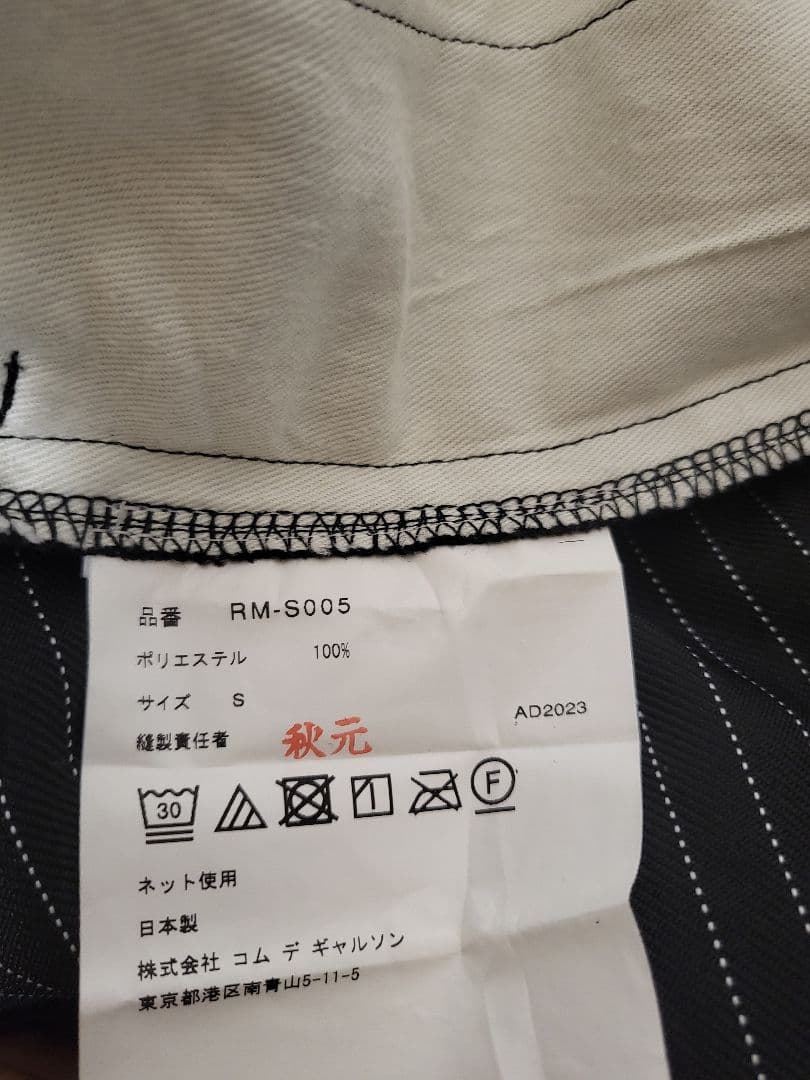 品番 RM-S005
ポリエステル 100%
サイズ S
AD2023
縫製責任者 秋元
30 F
ネット使用
日本製
株式会社 コム デ ギャルソン
東京都港区南青山5-11-5